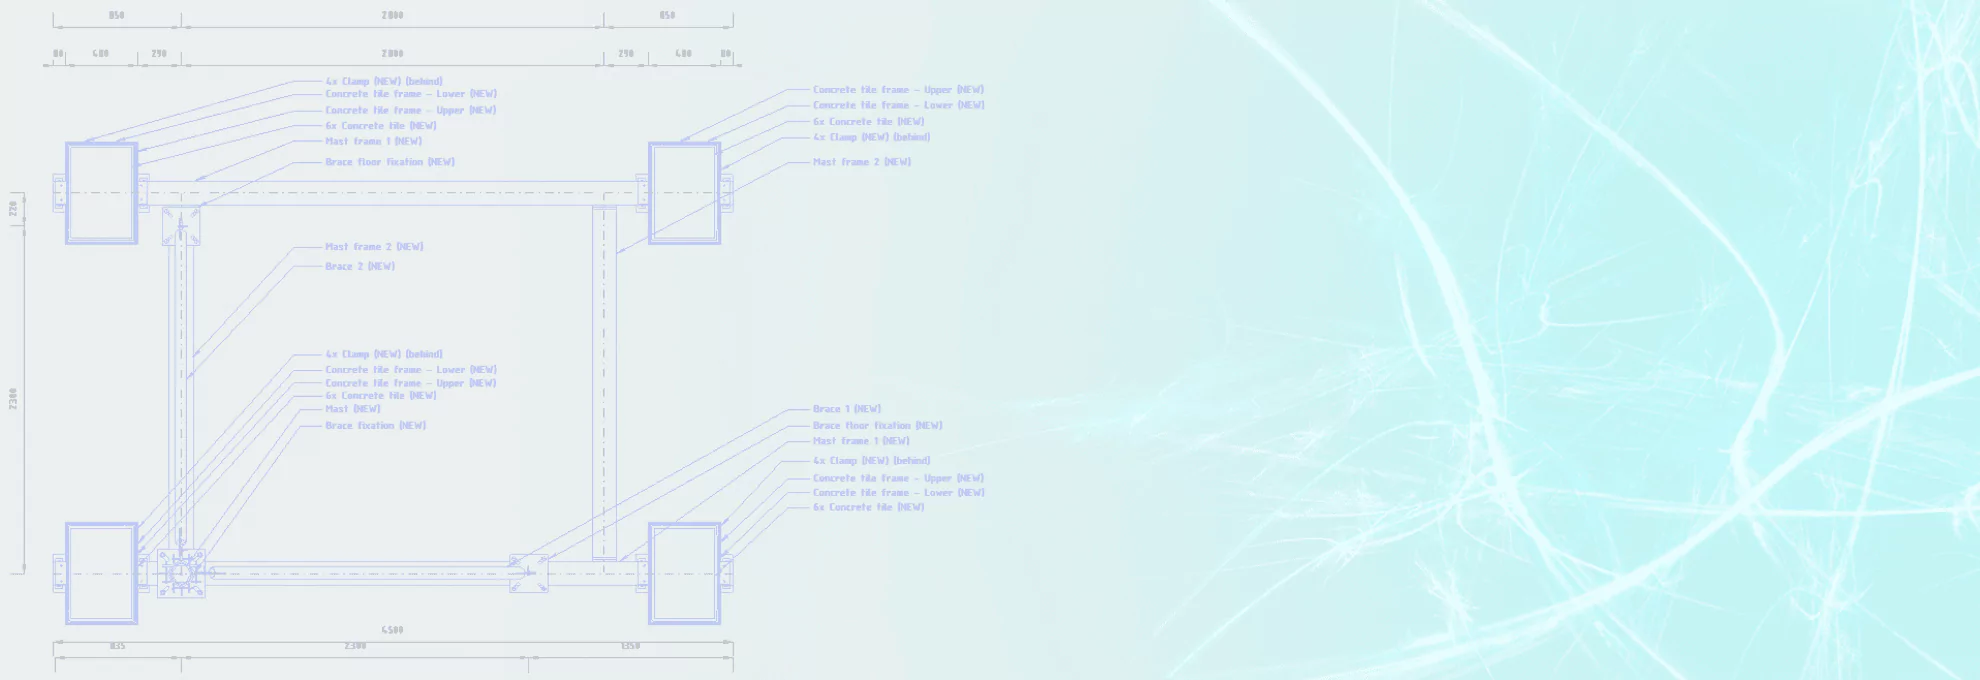 850 2800 850
80 480 290 2800 290 480 80
4x Clamp (NEW) (behind)
Concrete tile frame - Lower (NEW)
Concrete tile frame - Upper (NEW)
6x Concrete tile (NEW)
Mast frame 1 (NEW)
Brace floor fixation (NEW)
Concrete tile frame - Upper (NEW)
Concrete tile frame - Lower (NEW)
6x Concrete tile (NEW)
4x Clamp (NEW) (behind)
Mast frame 2 (NEW)
220
Mast frame 2 (NEW)
Brace 2 (NEW)
2300
4x Clamp (NEW) (behind)
Concrete tile frame - Lower (NEW)
Concrete tile frame - Upper (NEW)
6x Concrete tile (NEW)
Mast (NEW)
Brace fixation (NEW)
Brace 1 (NEW)
Brace floor fixation (NEW)
Mast frame 1 (NEW)
4x Clamp (NEW) (behind)
Concrete tile frame - Upper (NEW)
Concrete tile frame - Lower (NEW)
6x Concrete tile (NEW)
4500
835 2300 1350